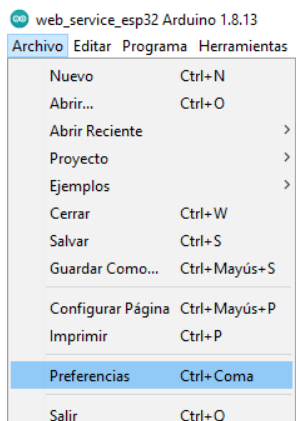 web_service_esp32 Arduino 1.8.13
Archivo Editar Programa Herramientas
Nuevo Ctrl+N
Abrir... Ctrl+O
Abrir Reciente >
Proyecto >
Ejemplos >
Cerrar Ctrl+W
Salvar Ctrl+S
Guardar Como... Ctrl+Mayús+S
Configurar Página Ctrl+Mayús+P
Imprimir Ctrl+P
Preferencias Ctrl+Coma
Salir Ctrl+Q